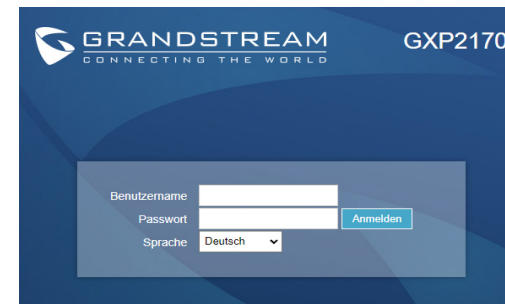 GRANDSTREAM
CONNECTING THE WORLD
GXP2170
Benutzername
Passwort Anmelden
Sprache Deutsch